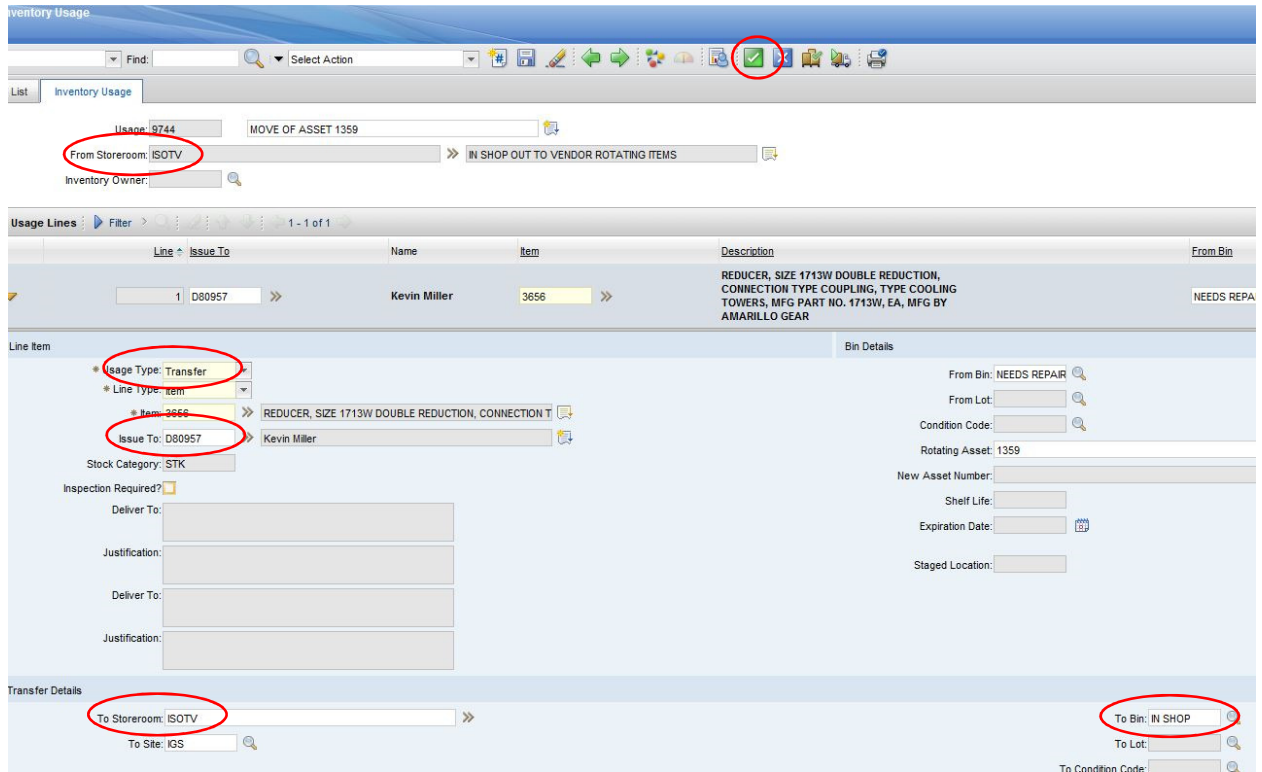 nventory Usage
Find:
Select Action
List Inventory Usage
Usage: 9744 MOVE OF ASSET 1359
From Storeroom: ISOTV IN SHOP OUT TO VENDOR ROTATING ITEMS
Inventory Owner:
Usage Lines Filter 1 - 1 of 1
Line Issue To Name Item Description From Bin
REDUCER, SIZE 1713W DOUBLE REDUCTION,
CONNECTION TYPE COUPLING, TYPE COOLING
TOWERS, MFG PART NO. 1713W, EA, MFG BY
AMARILLO GEAR
1 D80957 Kevin Miller 3656 NEEDS REPA
Line Item Bin Details
Usage Type: Transfer
Line Type: Item
Item: 3656 REDUCER, SIZE 1713W DOUBLE REDUCTION, CONNECTION T
Issue To: D80957 Kevin Miller
Stock Category: STK
Inspection Required?
Deliver To:
Justification:
Deliver To:
Justification:
From Bin: NEEDS REPAIR
From Lot:
Condition Code:
Rotating Asset: 1359
New Asset Number:
Shelf Life:
Expiration Date:
Staged Location:
Transfer Details
To Storeroom: ISOTV
To Site: IGS
To Bin: IN SHOP
To Lot:
To Condition Code: